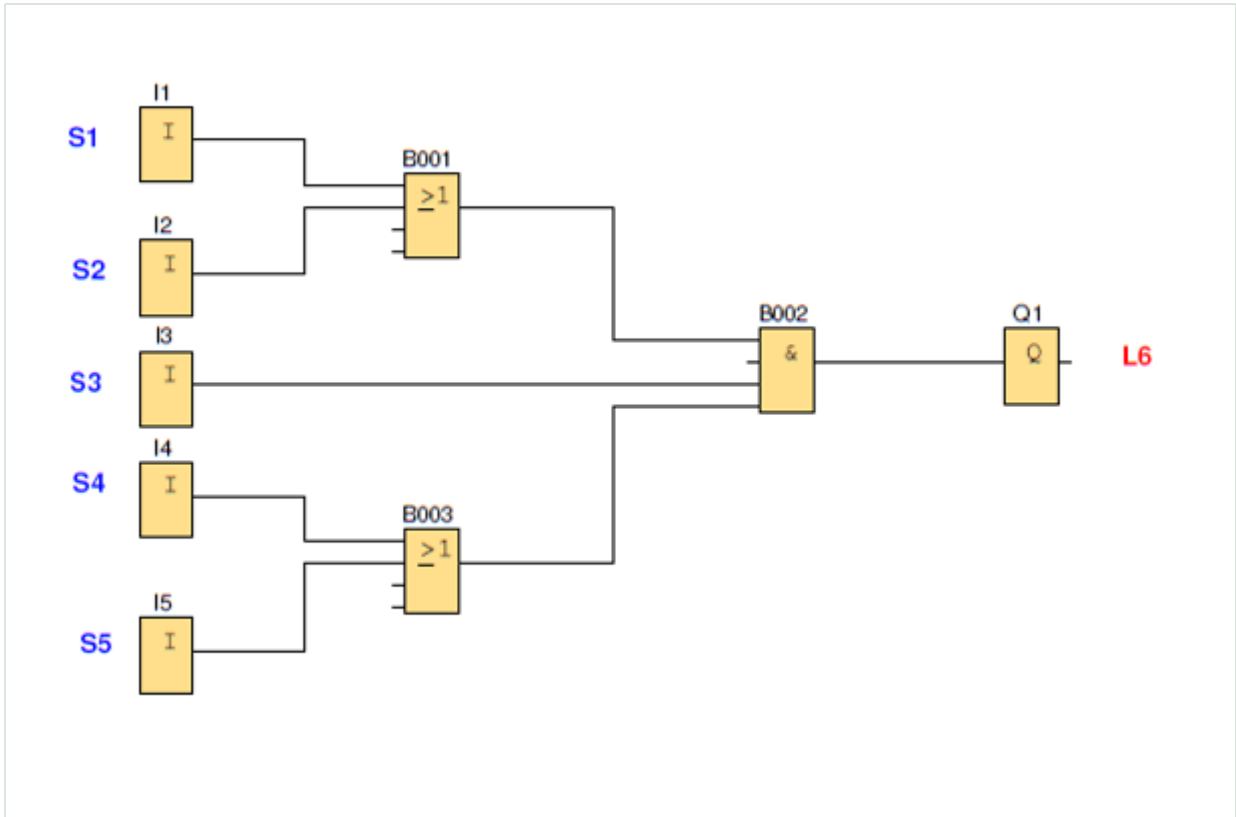 I1
S1 I
B001
≥1
I2
S2 I
I3
S3 I
B002
&
Q1
Q
L6
I4
S4 I
B003
≥1
I5
S5 I